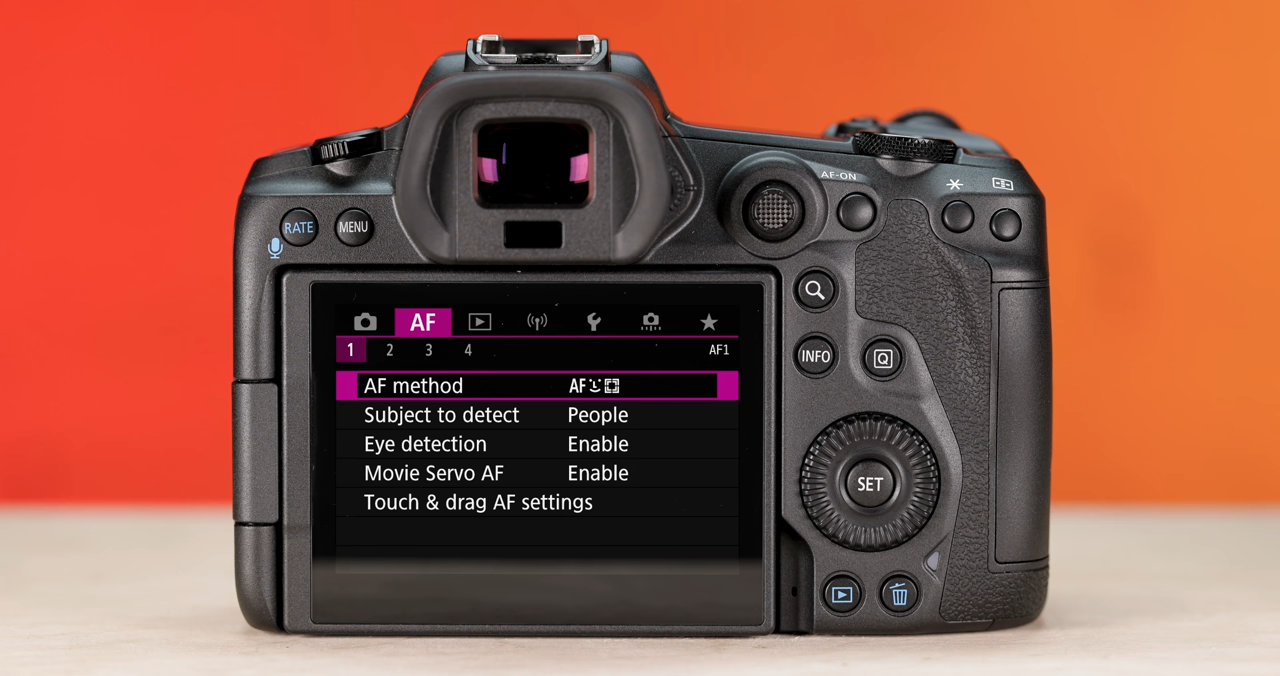 AF-ON
RATE
MENU
AF
1 2 3 4 AF1
AF method AF
Subject to detect People
Eye detection Enable
Movie Servo AF Enable
Touch & drag AF settings
INFO
Q
SET